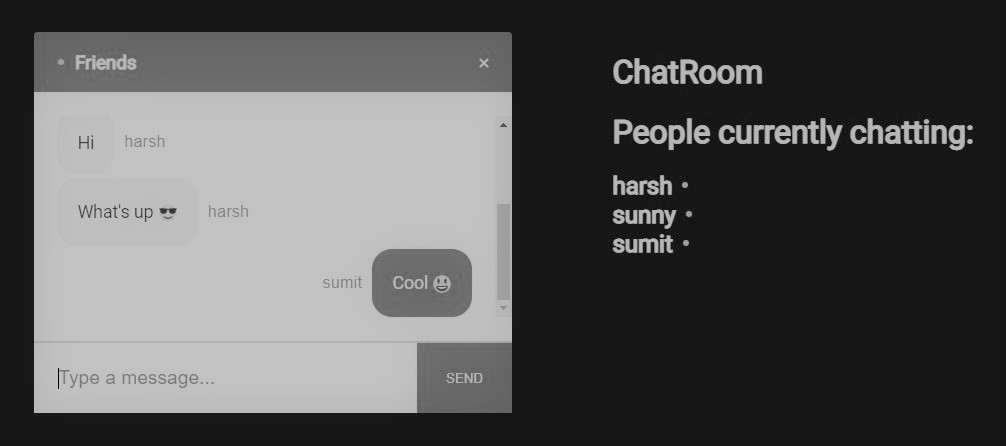 Friends ×
Hi harsh
What's up 😎 harsh
sumit Cool 😃
Type a message...
SEND
ChatRoom
People currently chatting:
harsh •
sunny •
sumit •